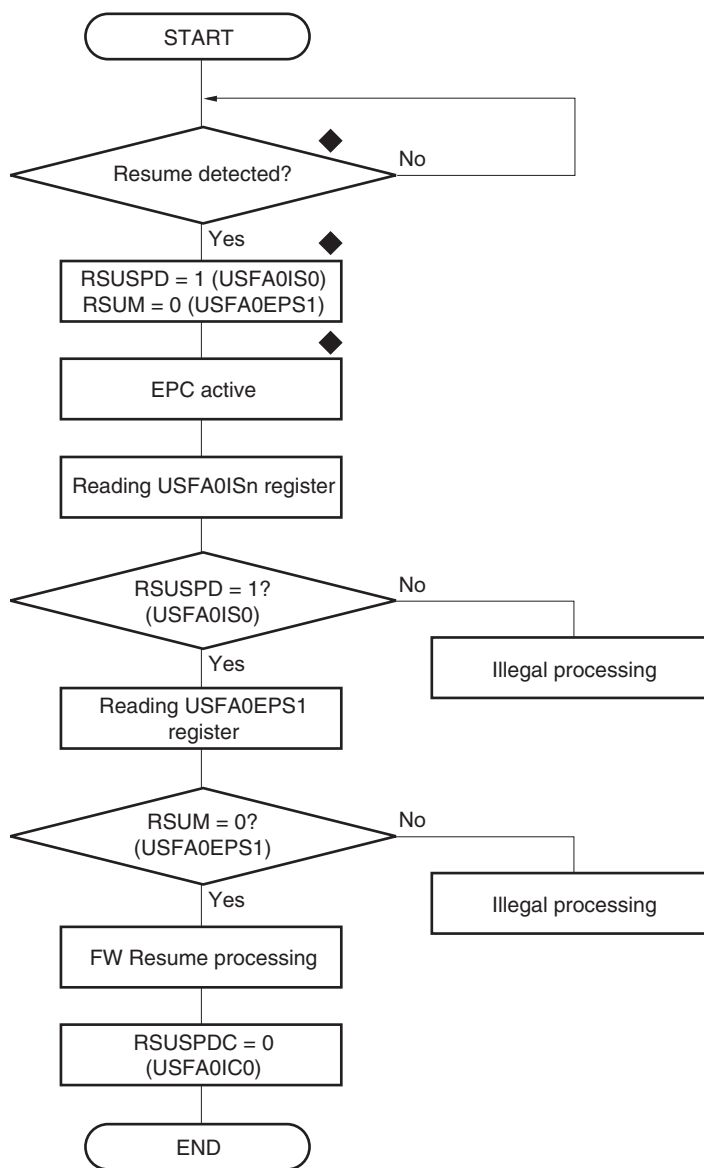 START
Resume detected?
No
Yes
RSUSPD = 1 (USFA0IS0)
RSUM = 0 (USFA0EPS1)
EPC active
Reading USFA0ISn register
RSUSPD = 1?
(USFA0IS0)
No
Illegal processing
Yes
Reading USFA0EPS1
register
RSUM = 0?
(USFA0EPS1)
No
Illegal processing
Yes
FW Resume processing
RSUSPDC = 0
(USFA0IC0)
END